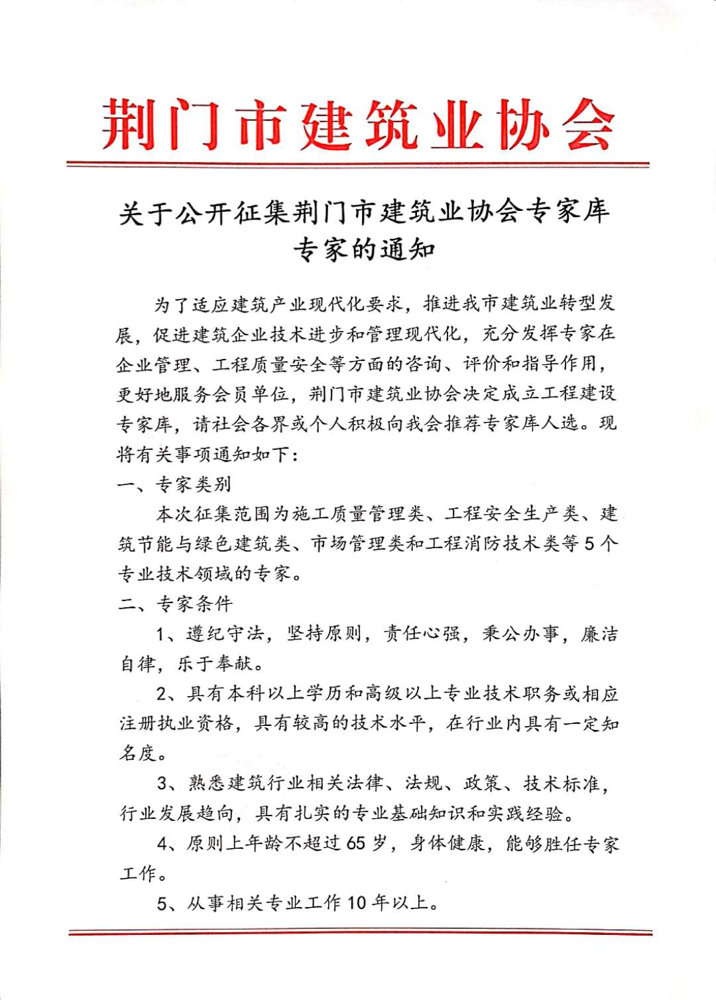 荆门市建筑业协会
关于公开征集荆门市建筑业协会专家库
专家的通知
为了适应建筑产业现代化要求，推进我市建筑业转型发
展，促进建筑企业技术进步和管理现代化，充分发挥专家在
企业管理、工程质量安全等方面的咨询、评价和指导作用，
更好地服务会员单位，荆门市建筑业协会决定成立工程建设
专家库，请社会各界或个人积极向我会推荐专家库人选。现
将有关事项通知如下：
一、专家类别
本次征集范围为施工质量管理类、工程安全生产类、建
筑节能与绿色建筑类、市场管理类和工程消防技术类等5个
专业技术领域的专家。
二、专家条件
1、遵纪守法，坚持原则，责任心强，秉公办事，廉洁
自律，乐于奉献。
2、具有本科以上学历和高级以上专业技术职务或相应
注册执业资格，具有较高的技术水平，在行业内具有一定知
名度。
3、熟悉建筑行业相关法律、法规、政策、技术标准，
行业发展趋向，具有扎实的专业基础知识和实践经验。
4、原则上年龄不超过65岁，身体健康，能够胜任专家
工作。
5、从事相关专业工作10年以上。